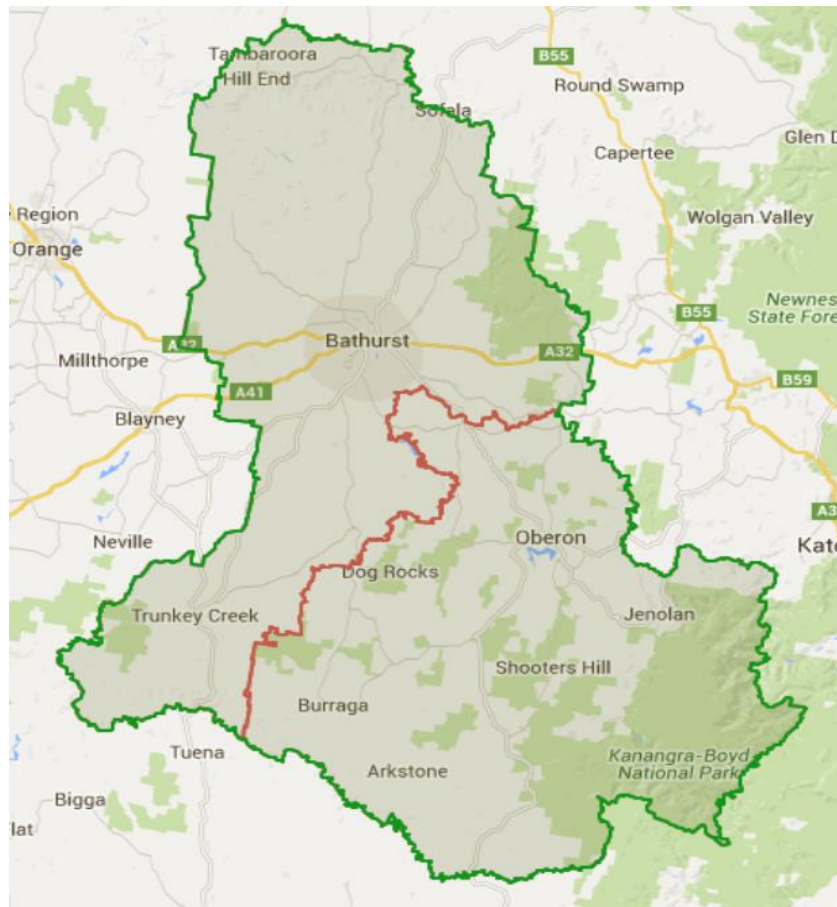 Tambaroora
Hill End
B55
Round Swamp
Sofala
Capertee
Glen D
Wolgan Valley
e Region
Orange
Newnes
State Fore
B55
Bathurst
A32
A32
Millthorpe
B59
A41
Blayney
A3
Neville
Oberon
Kato
Dog Rocks
Trunkey Creek
Jenolan
Shooters Hill
Burraga
Tuena
Kanangra-Boyd
National Park
Arkstone
Bigga
lat